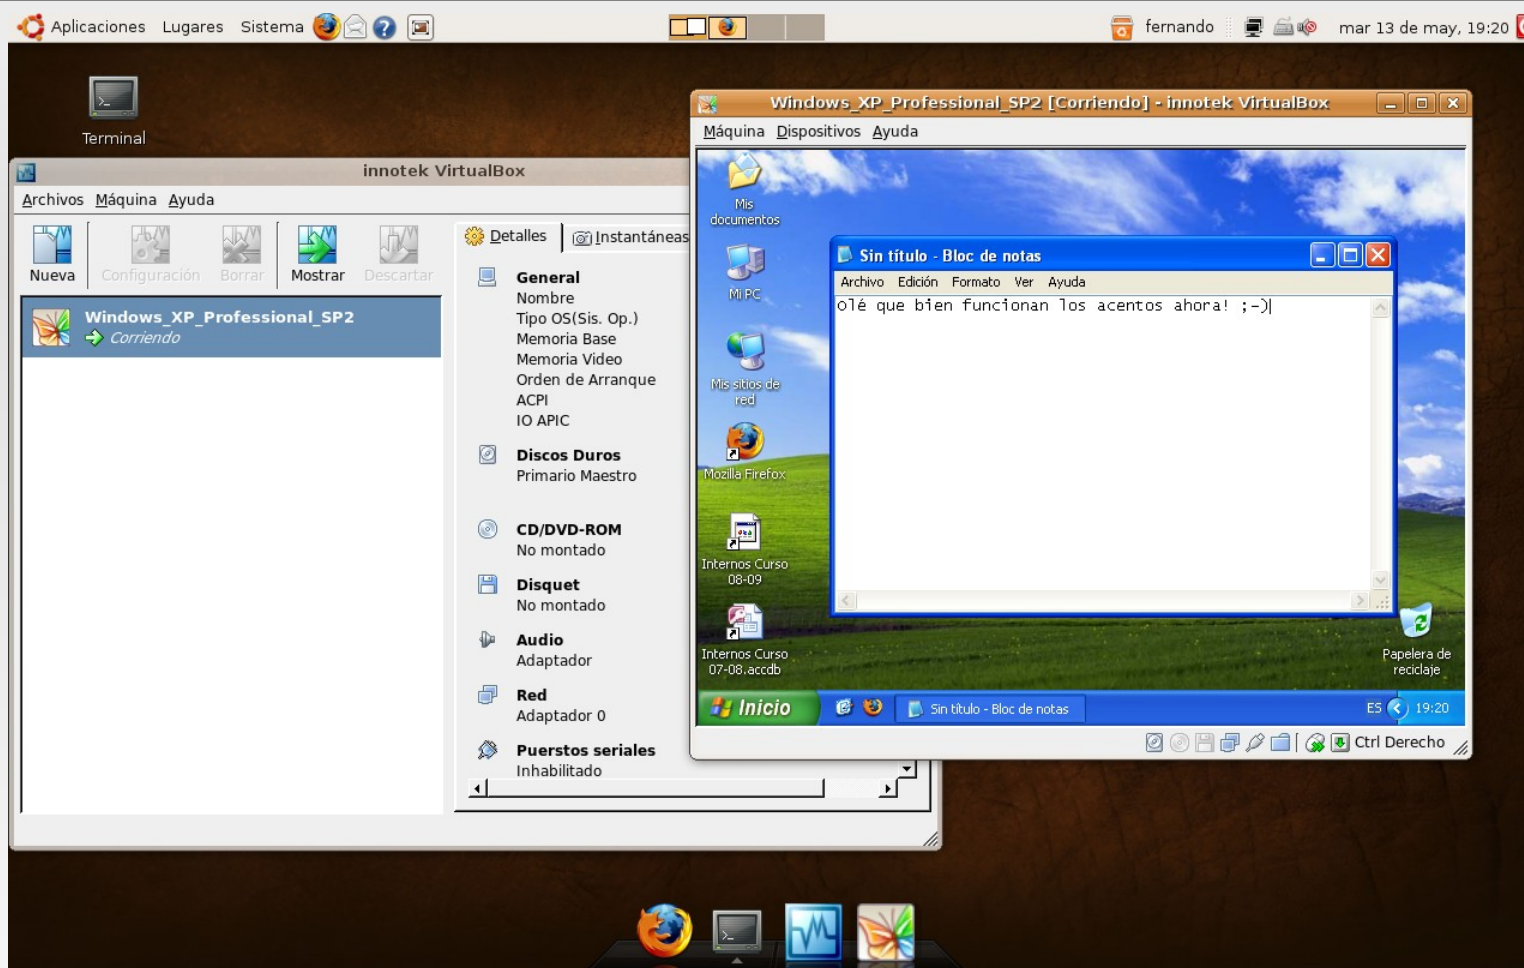 Aplicaciones Lugares Sistema
fernando
mar 13 de may, 19:20
Terminal
innotek VirtualBox
Archivos Máquina Ayuda
Nueva Configuración Borrar Mostrar Descartar
Windows_XP_Professional_SP2
Corriendo
Detalles Instantáneas
General
Nombre
Tipo OS(Sis. Op.)
Memoria Base
Memoria Video
Orden de Arranque
ACPI
IO APIC
Discos Duros
Primario Maestro
CD/DVD-ROM
No montado
Disquet
No montado
Audio
Adaptador
Red
Adaptador 0
Puerstos seriales
Inhabilitado
Windows_XP_Professional_SP2 [Corriendo] - innotek VirtualBox
Máquina Dispositivos Ayuda
Mis
documentos
Mi PC
Mis sitios de
red
Mozilla Firefox
Internos Curso
08-09
Internos Curso
07-08.accdb
Sin título - Bloc de notas
Archivo Edición Formato Ver Ayuda
Olé que bien funcionan los acentos ahora! ;-)
Papelera de
reciclaje
Inicio
Sin título - Bloc de notas
ES
19:20
Ctrl Derecho